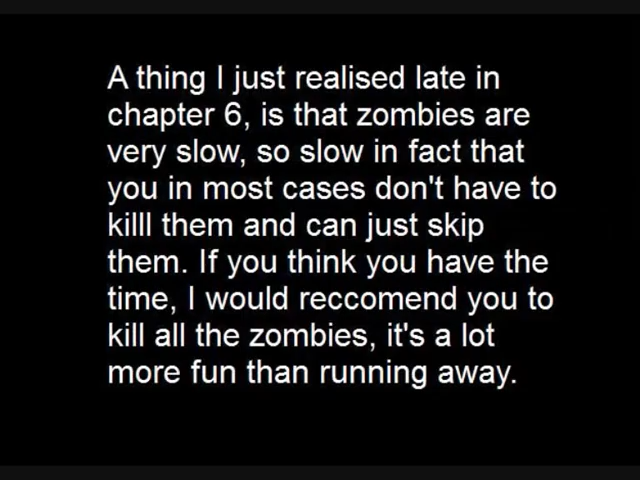 A thing I just realised late in
chapter 6, is that zombies are
very slow, so slow in fact that
you in most cases don't have to
killl them and can just skip
them. If you think you have the
time, I would reccomend you to
kill all the zombies, it's a lot
more fun than running away.